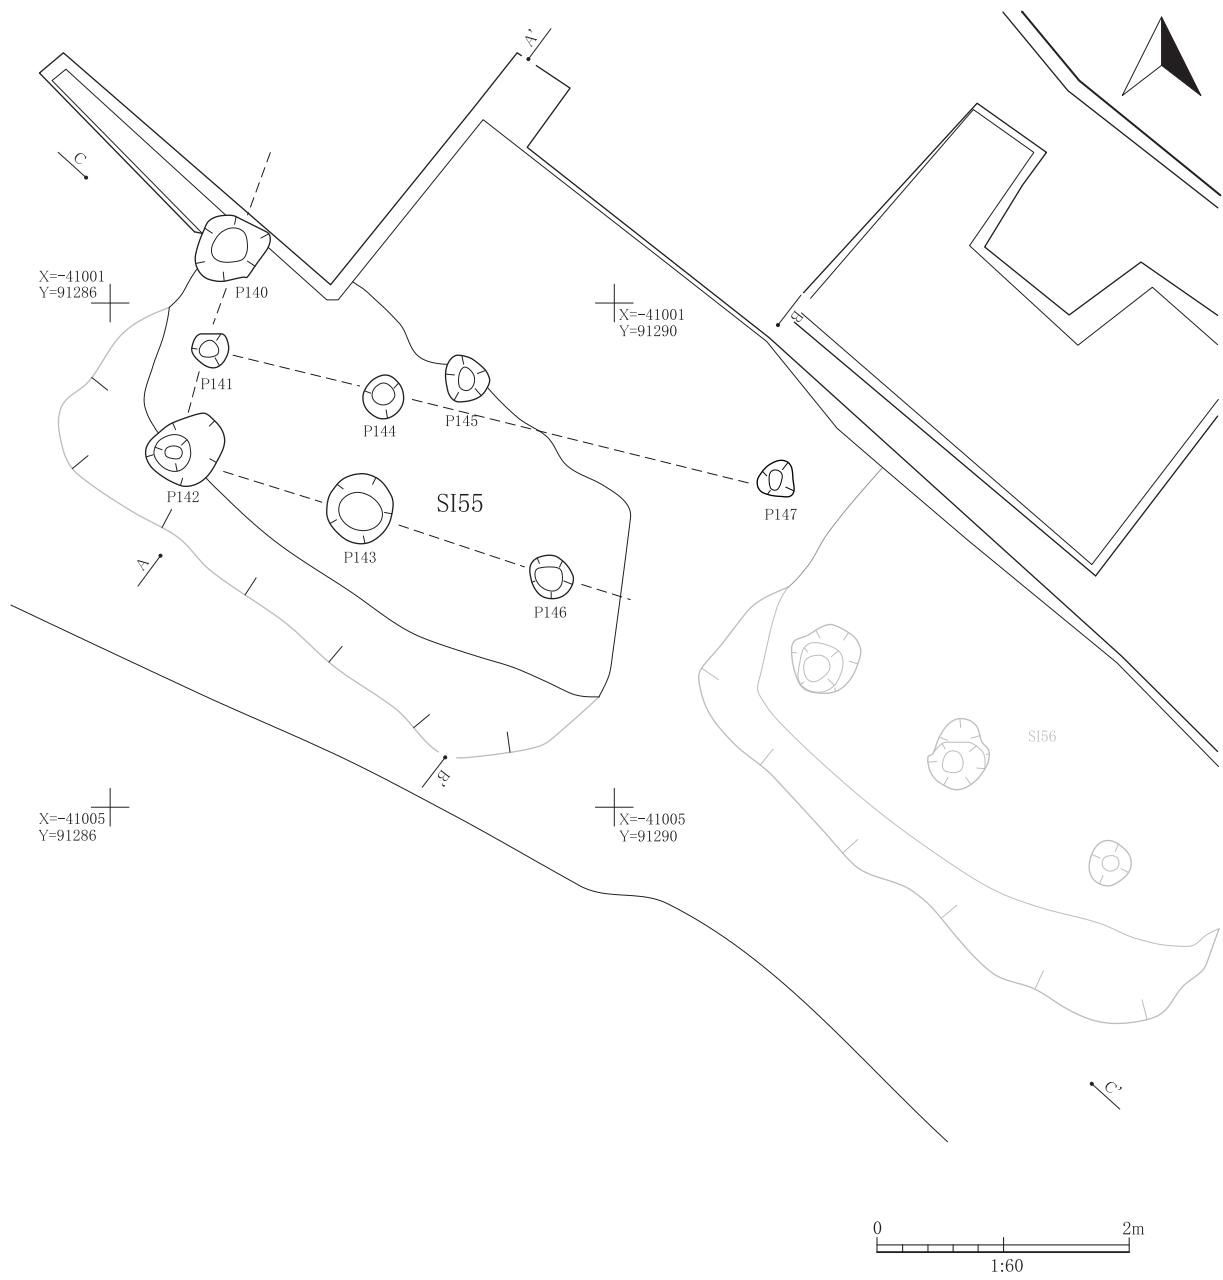 A'
C
X=-41001
Y=91286
P140
X=-41001
Y=91290
B
P141
P144
P145
P142
SI55
P147
P143
A
P146
SI56
B'
X=-41005
Y=91286
X=-41005
Y=91290
C'
0 2m
1:60